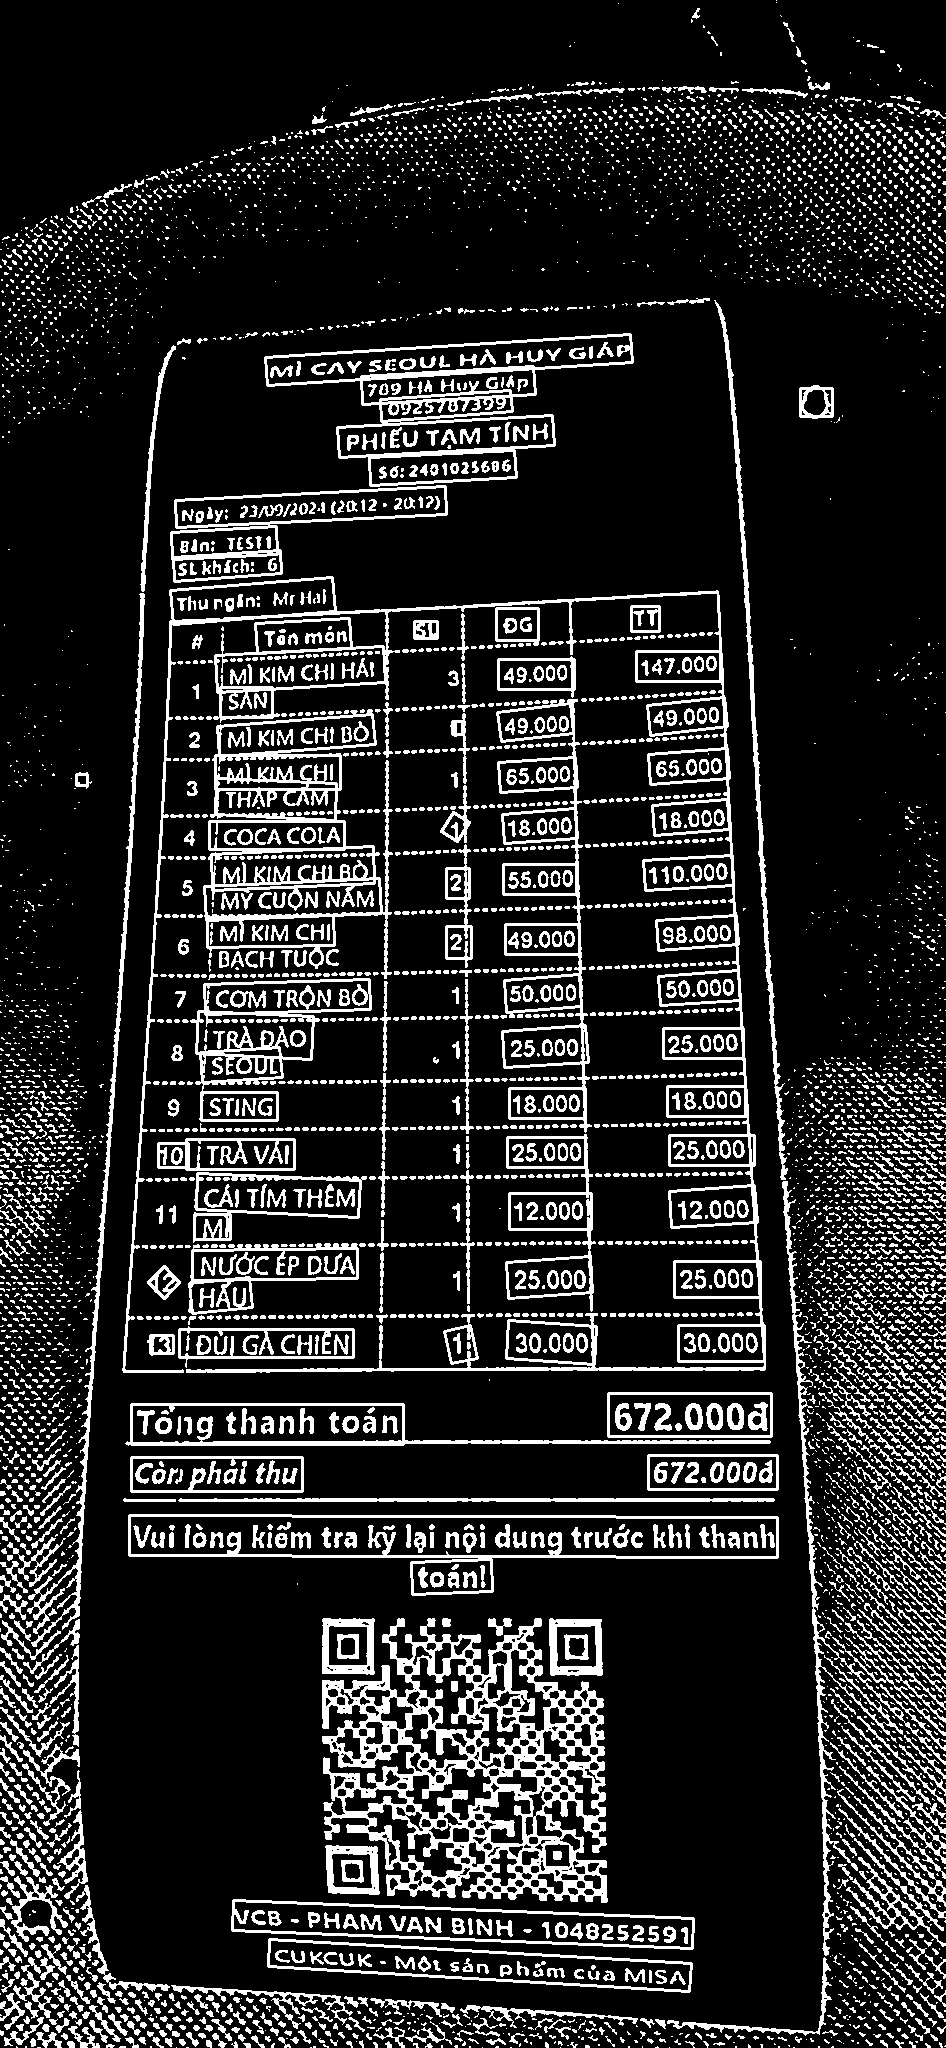 MÌ CAY SEOUL HÀ HUY GIÁP
789 Hà Huy Giáp
0925787399
PHIẾU TẠM TÍNH
Số: 2401025686
Ngày: 23/09/2024 (20:12 - 20:12)
Bàn: TEST1
SL khách: 6
Thu ngân: Mr Hai
# Tên món SL ĐG TT
1 MÌ KIM CHI HẢI 3 49.000 147.000
SẢN
2 MÌ KIM CHI BÒ 49.000 49.000
3 MÌ KIM CHI 1 65.000 65.000
THẬP CẨM
4 COCA COLA 1 18.000 18.000
5 MÌ KIM CHI BÒ 2 55.000 110.000
MỸ CUỘN NẤM
6 MÌ KIM CHI 2 49.000 98.000
BẠCH TUỘC
7 CƠM TRỘN BÒ 1 50.000 50.000
8 TRÀ ĐÀO 1 25.000 25.000
SEOUL
9 STING 1 18.000 18.000
10 TRÀ VẢI 1 25.000 25.000
11 CẢI TÍM THÊM 1 12.000 12.000
MÌ
12 NƯỚC ÉP DƯA 1 25.000 25.000
HẤU
13 ĐÙI GÀ CHIÊN 1 30.000 30.000
Tổng thanh toán 672.000đ
Còn phải thu 672.000đ
Vui lòng kiểm tra kỹ lại nội dung trước khi thanh
toán!
VCB - PHAM VAN BINH - 1048252591
CUKCUK - Một sản phẩm của MISA